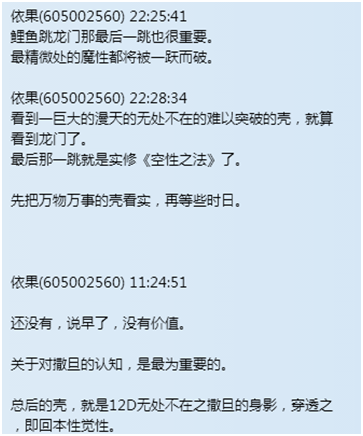 依果(605002560) 22:25:41
鲤鱼跳龙门那最后一跳也很重要。
最精微处的魔性都将被一跃而破。
依果(605002560) 22:28:34
看到一巨大的漫天的无处不在的难以突破的壳，就算
看到龙门了。
最后那一跳就是实修《空性之法》了。
先把万物万事的壳看实，再等些时日。
依果(605002560) 11:24:51
还没有，说早了，没有价值。
关于对撒旦的认知，是最为重要的。
总后的壳，就是12D无处不在之撒旦的身影，穿透之
，即回本性觉性。